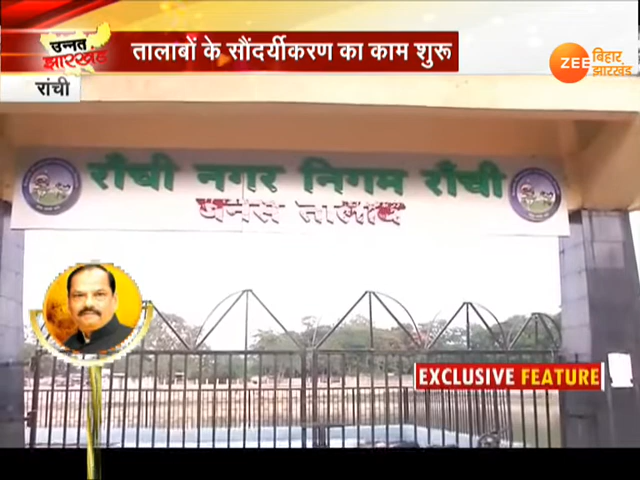 उन्नत
झारखंड
तालाबों के सौंदर्यीकरण का काम शुरू
ZEE बिहार
झारखंड
रांची
राँची नगर निगम राँची
तालाब
EXCLUSIVE FEATURE